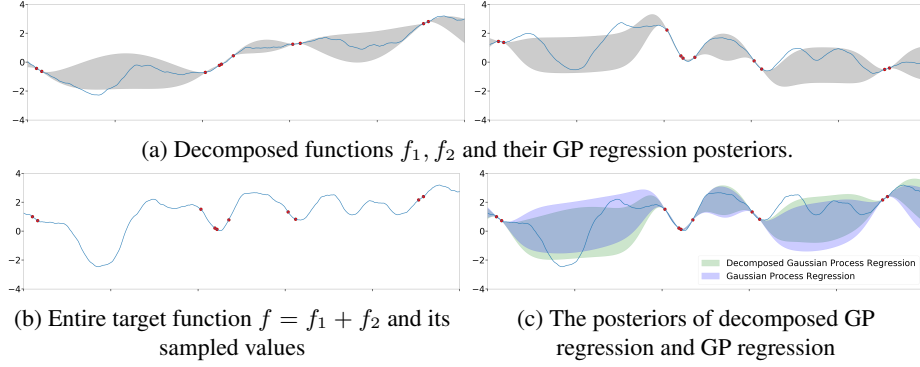 4
2
0
−2
−4
4
2
0
−2
−4
(a) Decomposed functions f₁, f₂ and their GP regression posteriors.
4
2
0
−2
−4
4
2
0
−2
−4
Decomposed Gaussian Process Regression
Gaussian Process Regression
(b) Entire target function f = f₁ + f₂ and its
sampled values
(c) The posteriors of decomposed GP
regression and GP regression